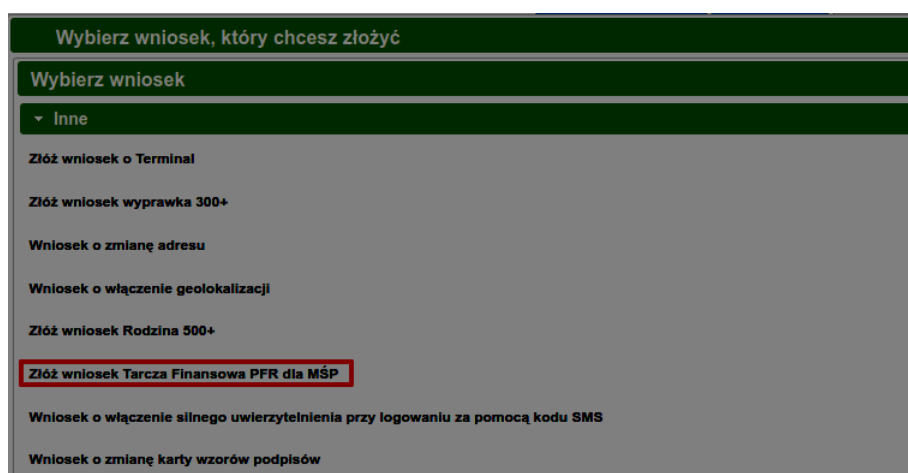 Wybierz wniosek, który chcesz złożyć
Wybierz wniosek
Inne
Złóż wniosek o Terminal
Złóż wniosek wyprawka 300+
Wniosek o zmianę adresu
Wniosek o włączenie geolokalizacji
Złóż wniosek Rodzina 500+
Złóż wniosek Tarcza Finansowa PFR dla MŚP
Wniosek o włączenie silnego uwierzytelnienia przy logowaniu za pomocą kodu SMS
Wniosek o zmianę karty wzorów podpisów